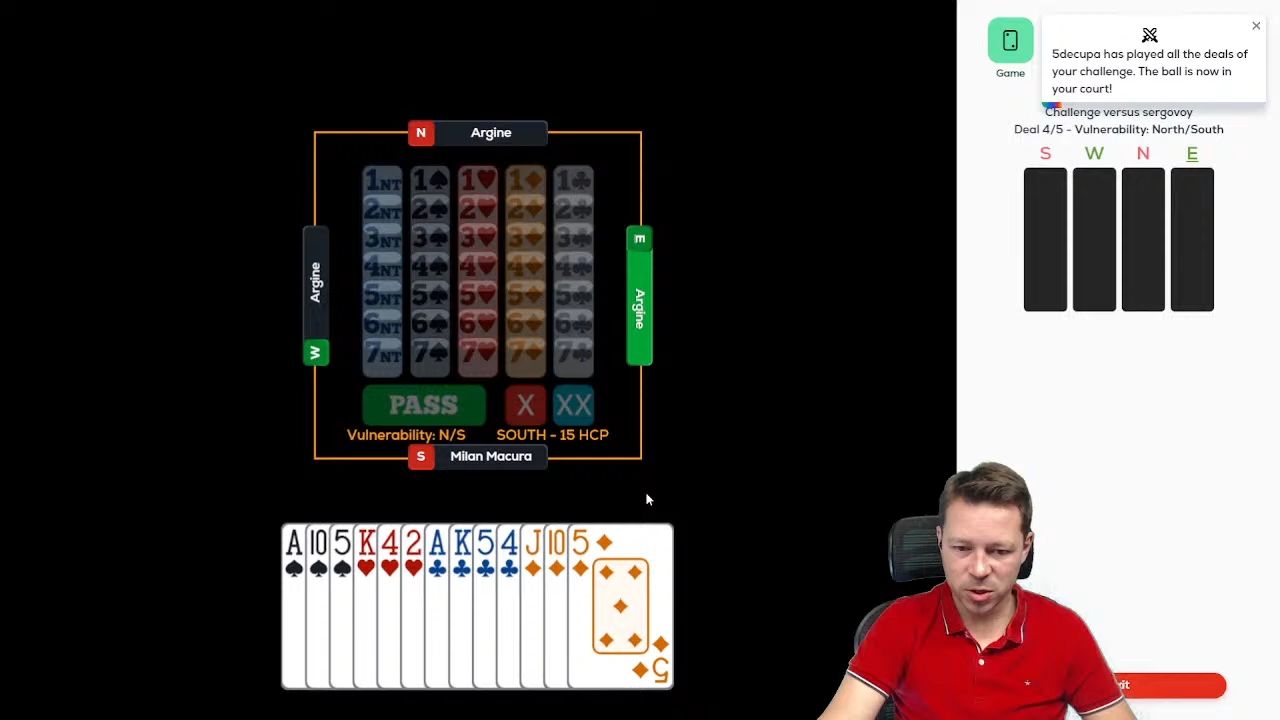 5decupa has played all the deals of
your challenge. The ball is now in
your court!
Game
Challenge versus sergovoy
Deal 4/5 - Vulnerability: North/South
S W N E
N Argine
1NT 1♠ 1♥ 1♦ 1♣
2NT 2♠ 2♥ 2♦ 2♣
3NT 3♠ 3♥ 3♦ 3♣
4NT 4♠ 4♥ 4♦ 4♣
5NT 5♠ 5♥ 5♦ 5♣
6NT 6♠ 6♥ 6♦ 6♣
7NT 7♠ 7♥ 7♦ 7♣
Argine W
E Argine
PASS X XX
Vulnerability: N/S SOUTH - 15 HCP
S Milan Macura
A 10 5 K 4 2 A K 5 4 J 10 5
5